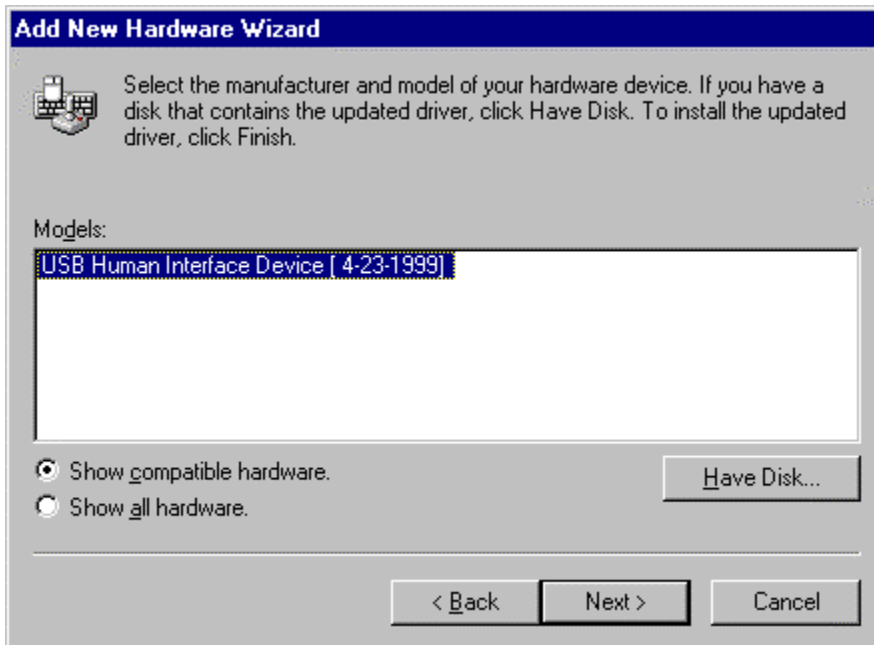 Add New Hardware Wizard
Select the manufacturer and model of your hardware device. If you have a
disk that contains the updated driver, click Have Disk. To install the updated
driver, click Finish.
Models:
USB Human Interface Device [ 4-23-1999]
Show compatible hardware.
Have Disk...
Show all hardware.
< Back
Next >
Cancel